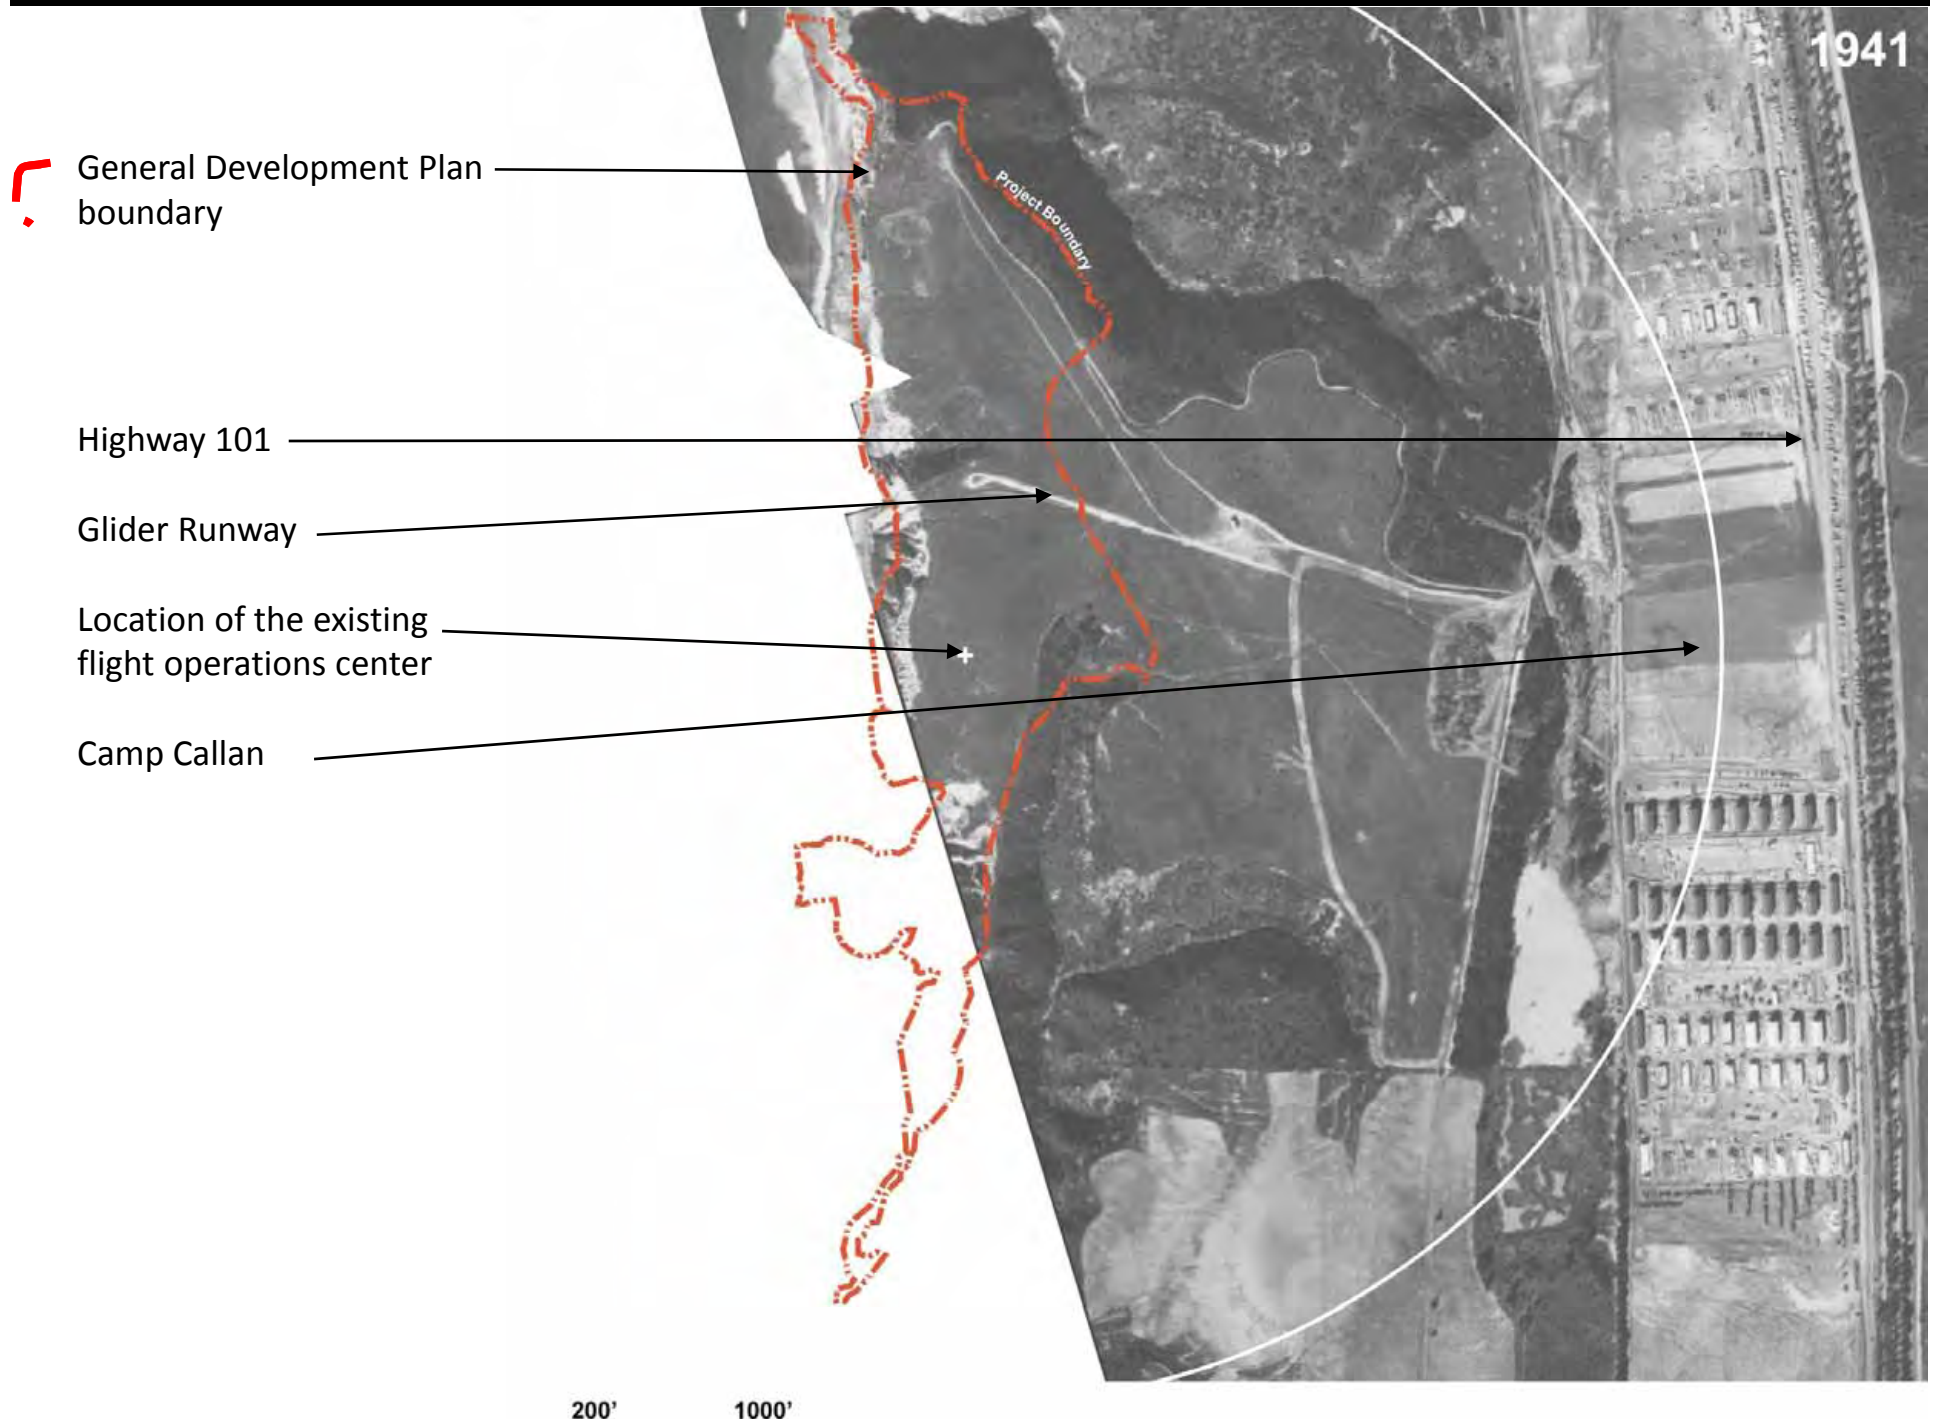 1941
General Development Plan
boundary
Project Boundary
Highway 101
Glider Runway
Location of the existing
flight operations center
Camp Callan
200' 1000'